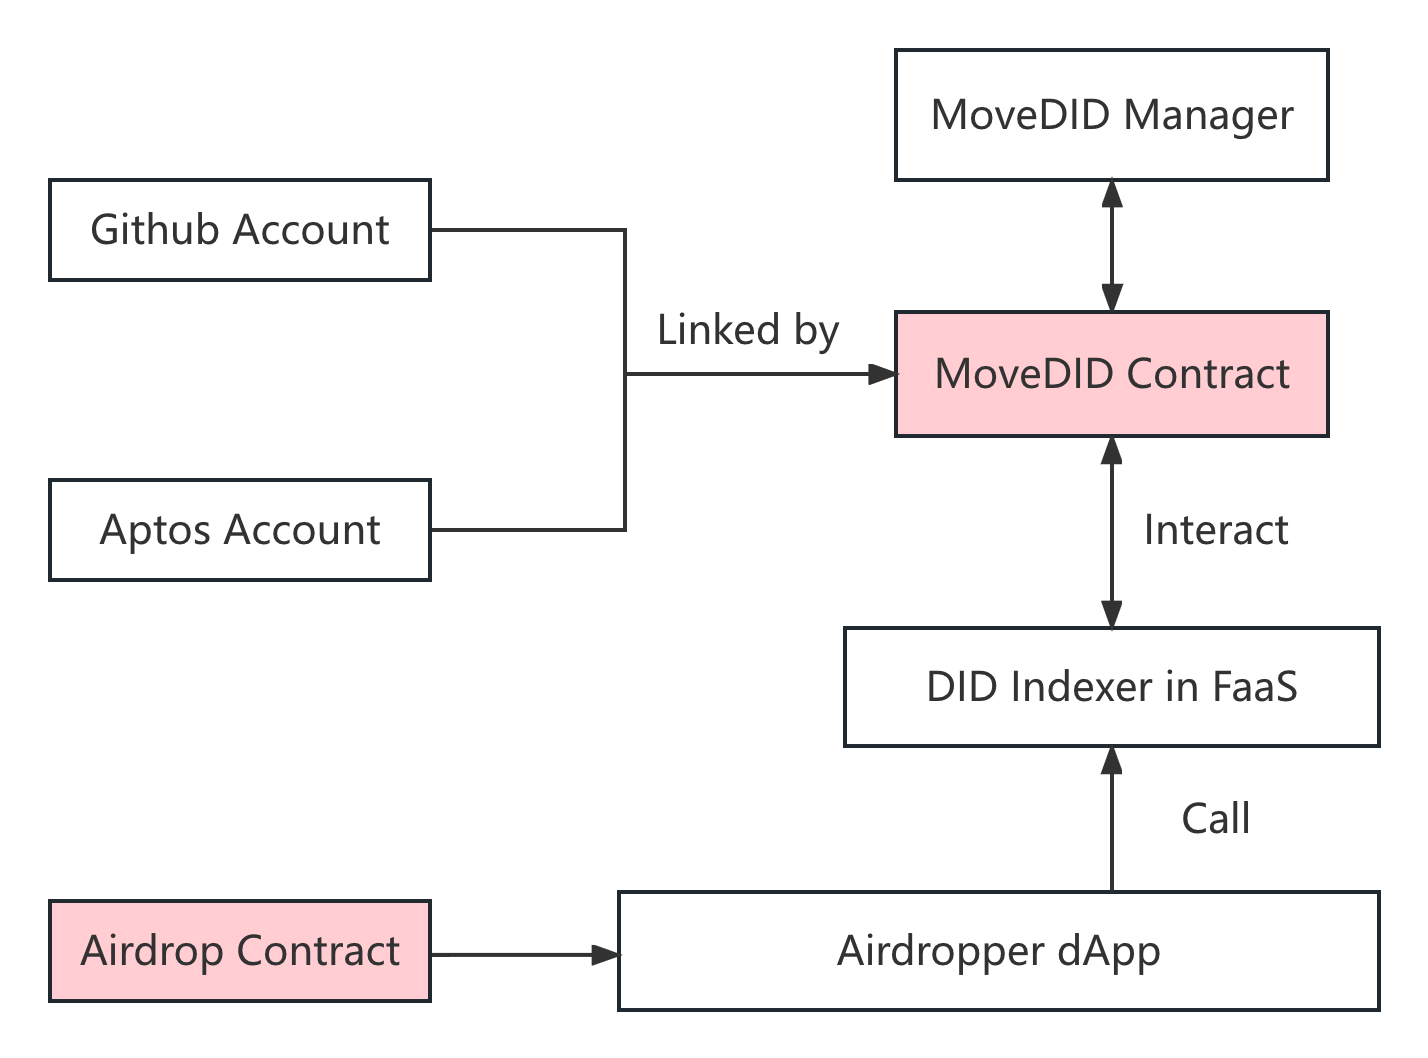 MoveDID Manager
Github Account
Linked by
MoveDID Contract
Aptos Account
Interact
DID Indexer in FaaS
Call
Airdrop Contract
Airdropper dApp